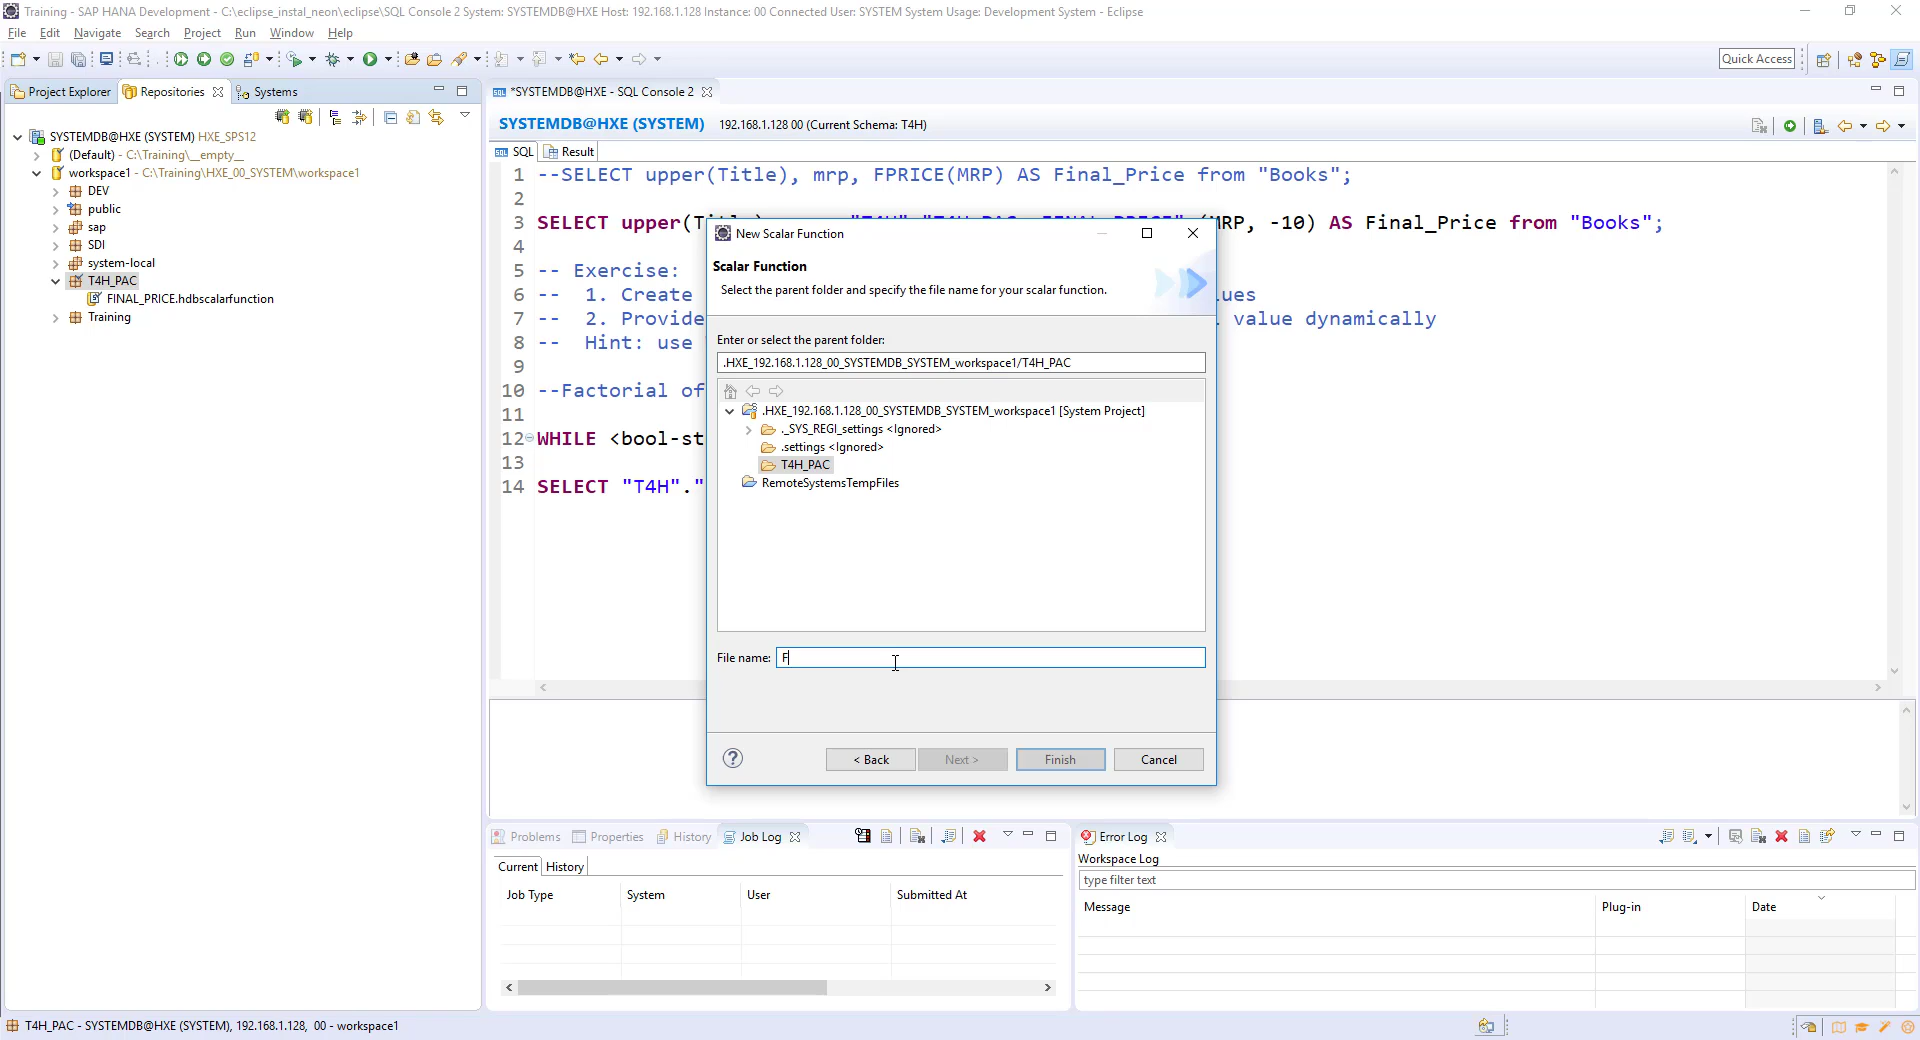 Training - SAP HANA Development - C:\eclipse_instal_neon\eclipse\SQL Console 2 System: SYSTEMDB@HXE Host: 192.168.1.128 Instance: 00 Connected User: SYSTEM System Usage: Development System - Eclipse
File Edit Navigate Search Project Run Window Help
Quick Access
Project Explorer Repositories Systems
*SYSTEMDB@HXE - SQL Console 2
SYSTEMDB@HXE (SYSTEM) 192.168.1.128 00 (Current Schema: T4H)
SQL Result
SYSTEMDB@HXE (SYSTEM) HXE_SPS12
(Default) - C:\Training\__empty__
workspace1 - C:\Training\HXE_00_SYSTEM\workspace1
DEV
public
sap
SDI
system-local
T4H_PAC
FINAL_PRICE.hdbscalarfunction
Training
1 --SELECT upper(Title), mrp, FPRICE(MRP) AS Final_Price from "Books";
2
3 SELECT upper(T MRP, -10) AS Final_Price from "Books";
4
5 -- Exercise:
6 -- 1. Create ues
7 -- 2. Provide value dynamically
8 -- Hint: use
9
10 --Factorial of
11
12 WHILE <bool-st
13
14 SELECT "T4H"."
New Scalar Function
Scalar Function
Select the parent folder and specify the file name for your scalar function.
Enter or select the parent folder:
.HXE_192.168.1.128_00_SYSTEMDB_SYSTEM_workspace1/T4H_PAC
.HXE_192.168.1.128_00_SYSTEMDB_SYSTEM_workspace1 [System Project]
._SYS_REGI_settings <Ignored>
.settings <Ignored>
T4H_PAC
RemoteSystemsTempFiles
File name: F
< Back Next > Finish Cancel
Problems Properties History Job Log
Current History
Job Type System User Submitted At
Error Log
Workspace Log
type filter text
Message Plug-in Date
T4H_PAC - SYSTEMDB@HXE (SYSTEM), 192.168.1.128, 00 - workspace1